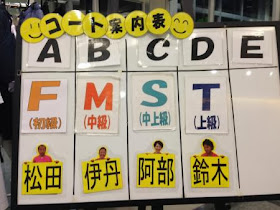 コート案内表
A B C D E
F M S T
(初級) (中級) (中上級) (上級)
松田 伊丹 阿部 鈴木